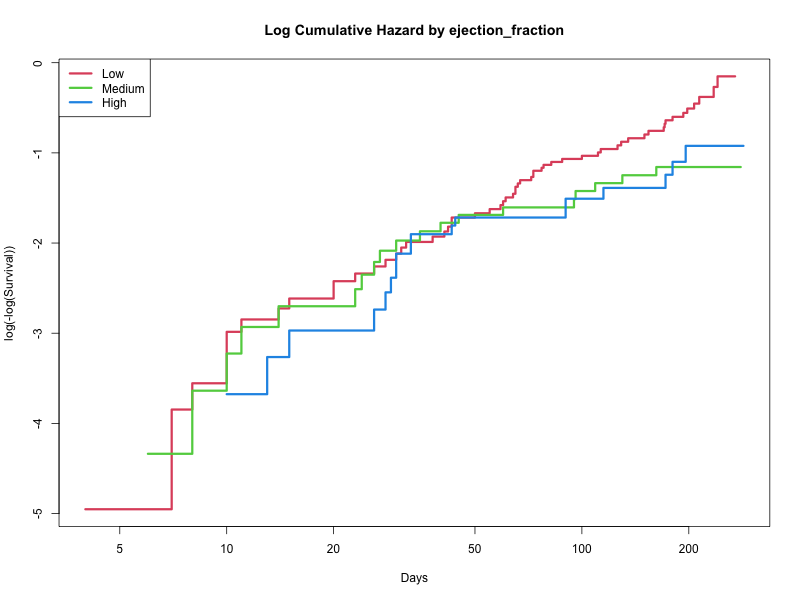 Log Cumulative Hazard by ejection_fraction
Low
Medium
High
0
-1
-2
-3
-4
-5
log(-log(Survival))
5 10 20 50 100 200
Days